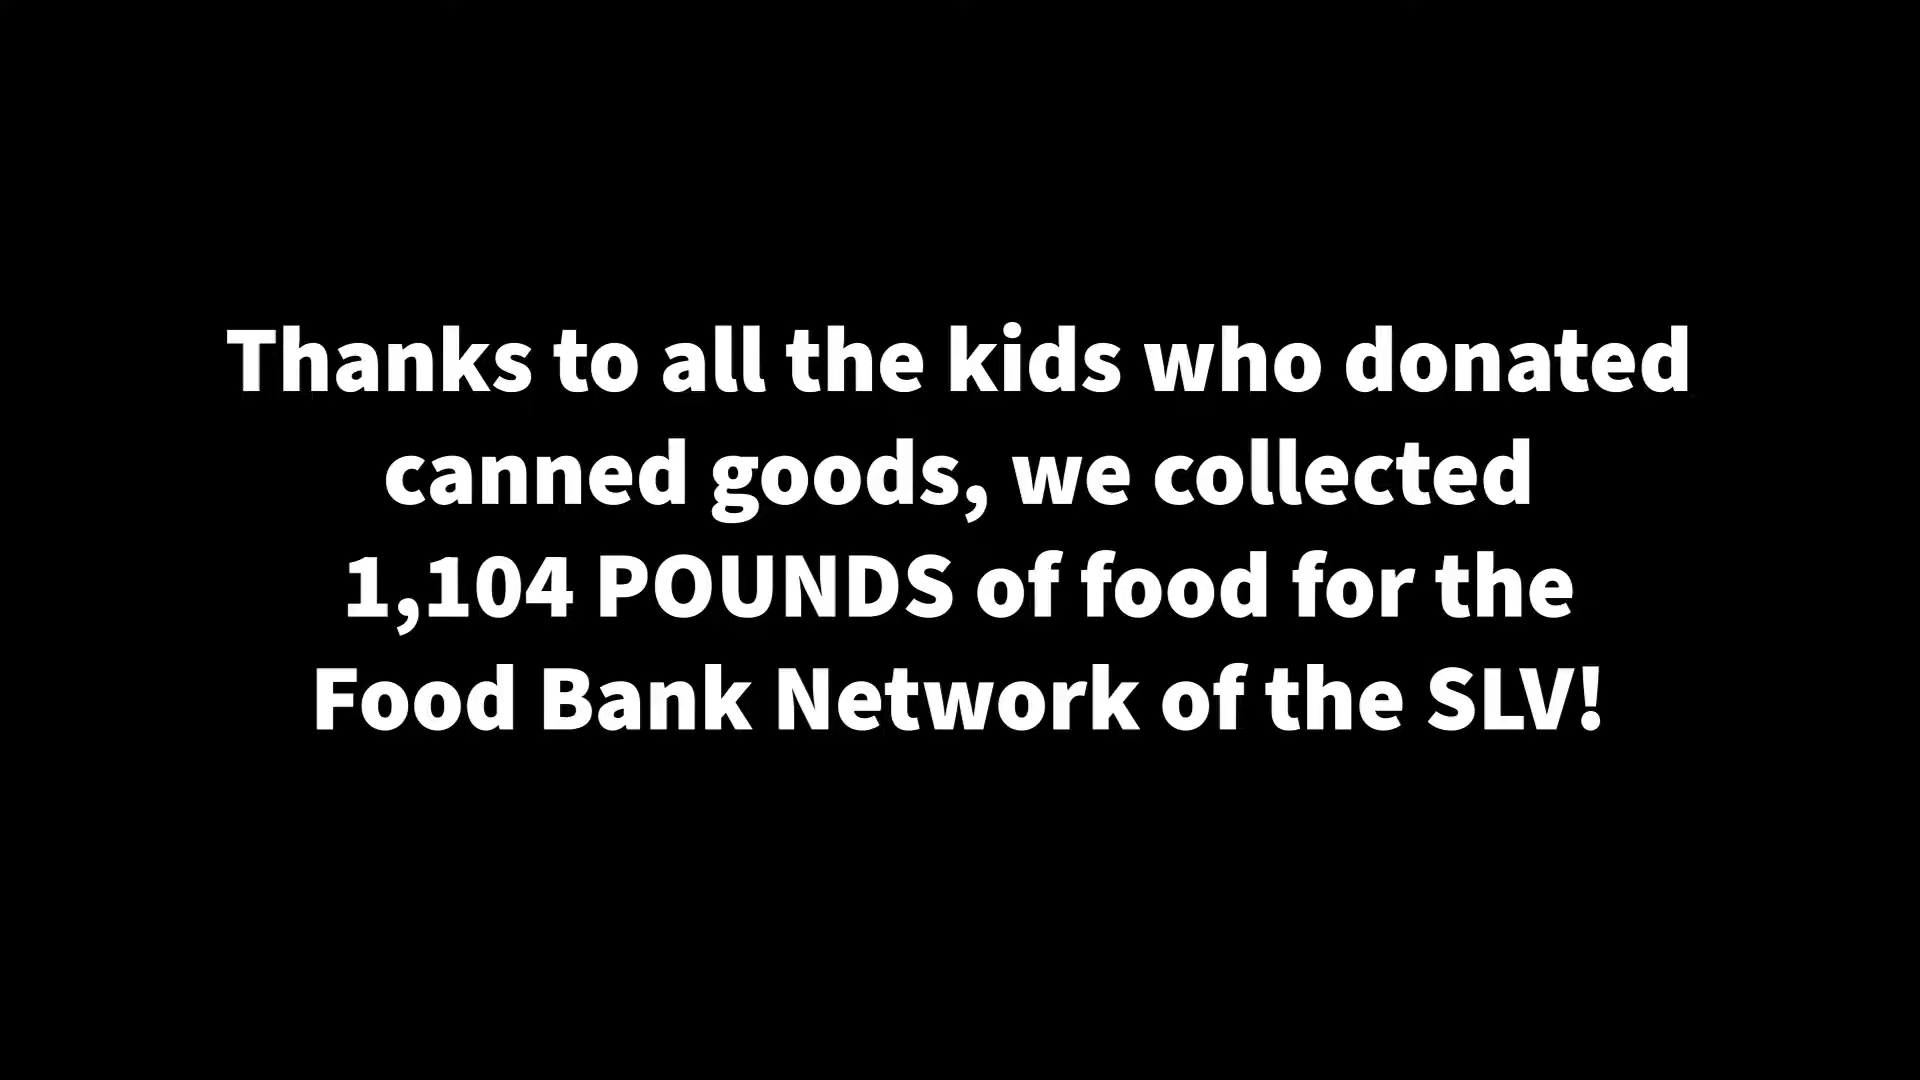 Thanks to all the kids who donated
canned goods, we collected
1,104 POUNDS of food for the
Food Bank Network of the SLV!